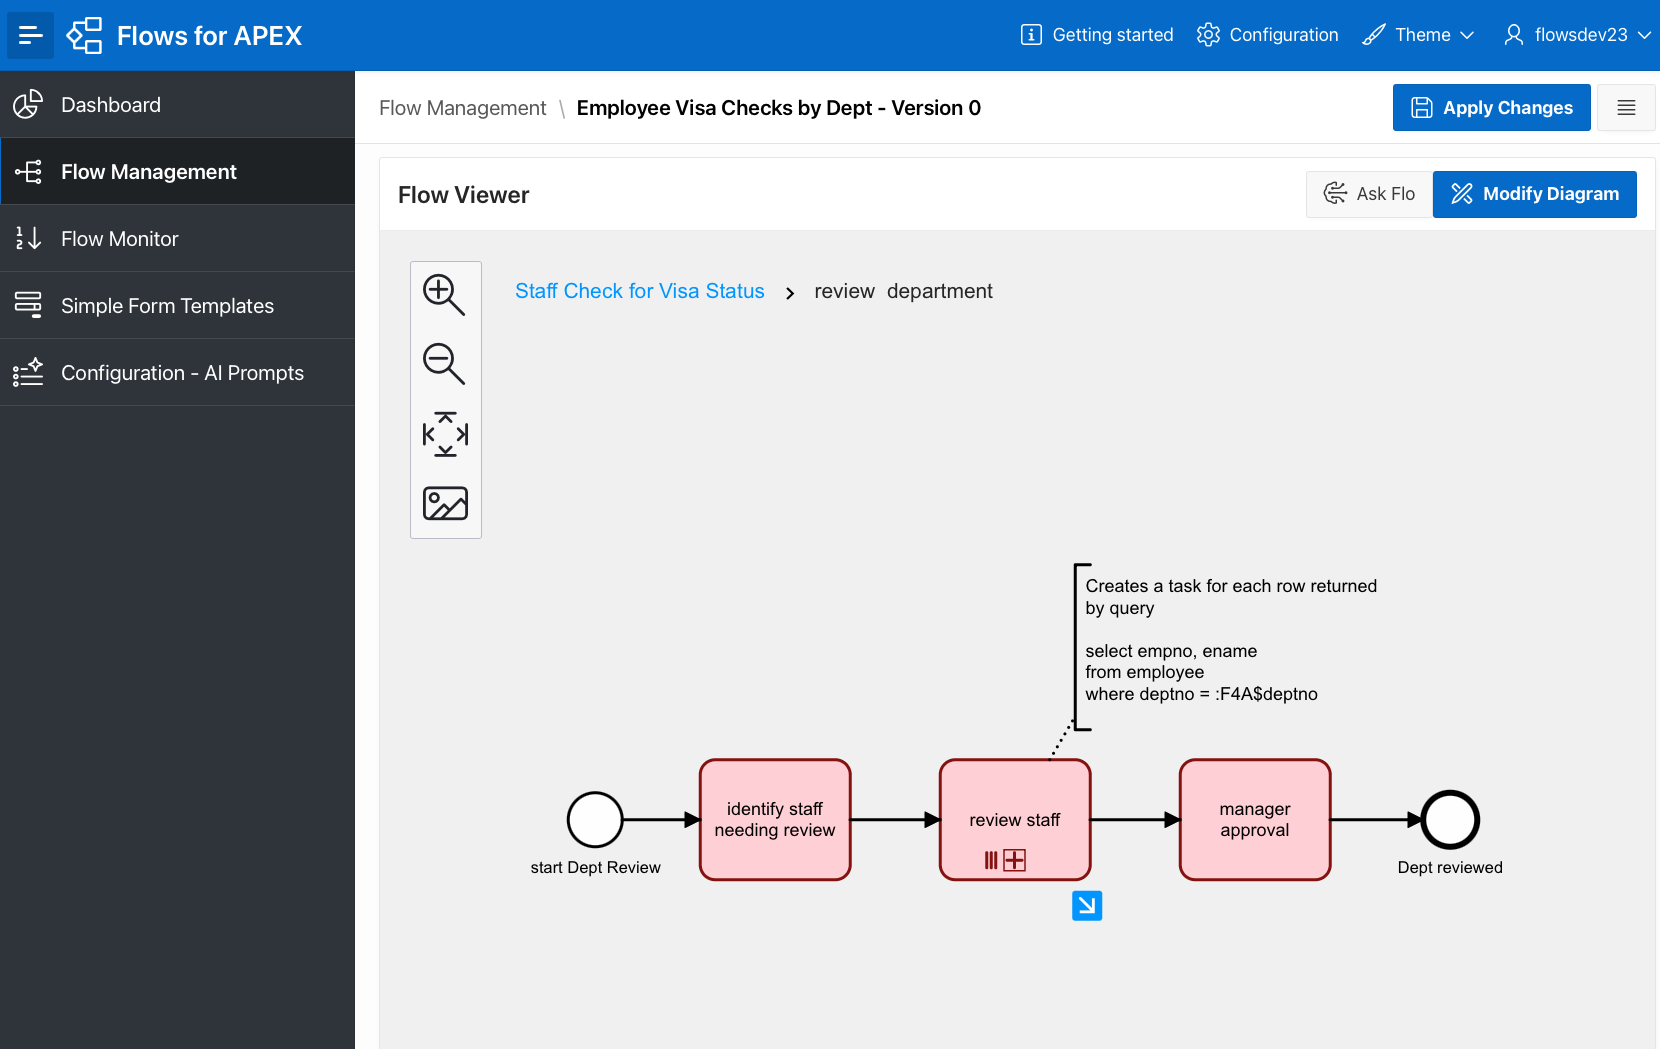 Flows for APEX
Getting started
Configuration
Theme
flowsdev23
Dashboard
Flow Management
Flow Monitor
Simple Form Templates
Configuration - AI Prompts
Flow Management \ Employee Visa Checks by Dept - Version 0
Apply Changes
Flow Viewer
Ask Flo
Modify Diagram
Staff Check for Visa Status
review department
Creates a task for each row returned
by query
select empno, ename
from employee
where deptno = :F4A$deptno
start Dept Review
identify staff
needing review
review staff
manager
approval
Dept reviewed